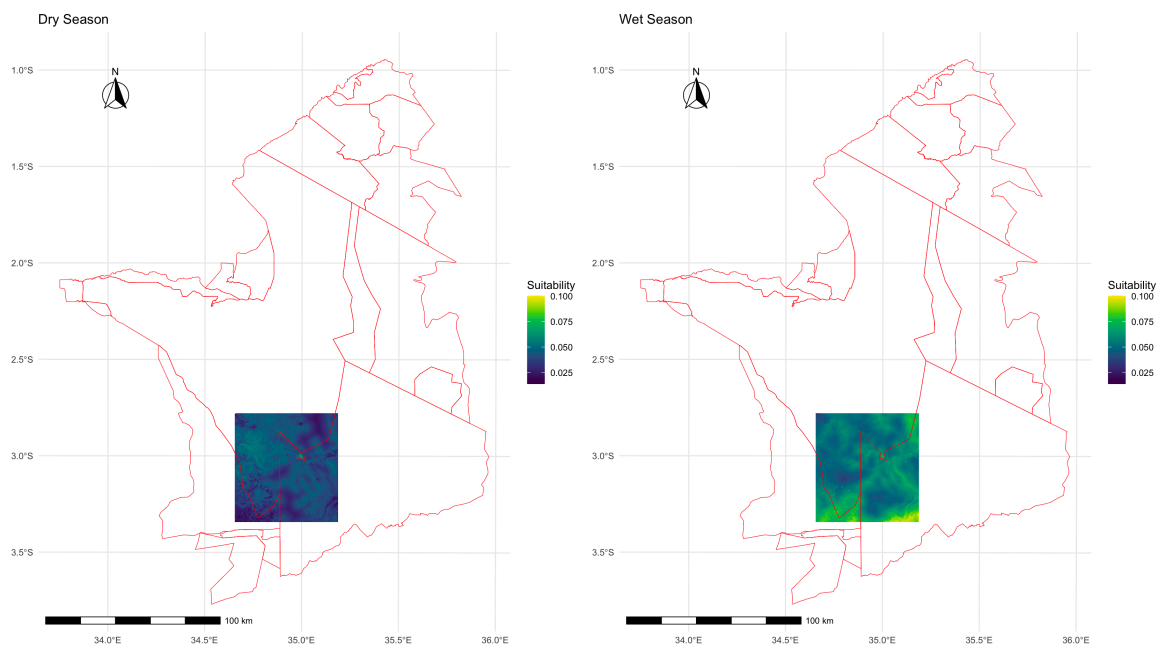 Dry Season
N
1.0°S
1.5°S
2.0°S
2.5°S
3.0°S
3.5°S
34.0°E
34.5°E
35.0°E
35.5°E
36.0°E
100 km
Suitability
0.100
0.075
0.050
0.025
Wet Season
N
1.0°S
1.5°S
2.0°S
2.5°S
3.0°S
3.5°S
34.0°E
34.5°E
35.0°E
35.5°E
36.0°E
100 km
Suitability
0.100
0.075
0.050
0.025